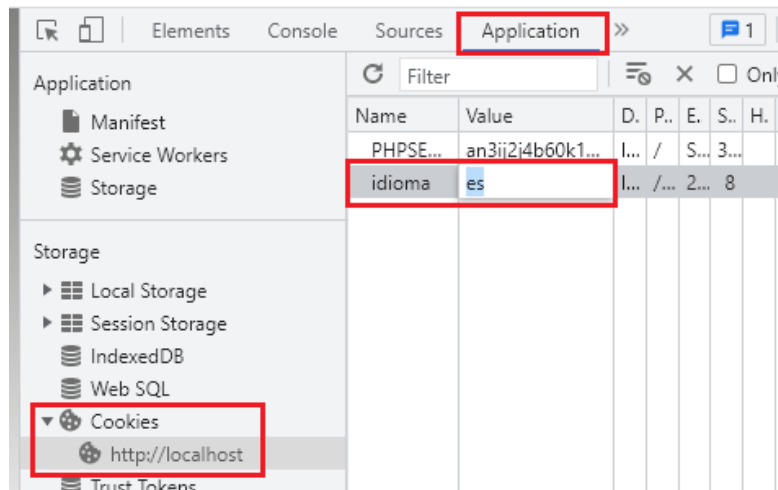 Elements Console Sources Application » 1
Application
Manifest
Service Workers
Storage
Storage
Local Storage
Session Storage
IndexedDB
Web SQL
Cookies
http://localhost
Trust Tokens
Filter Onl
Name Value D. P.. E. S.. H.
PHPSE... an3ij2j4b60k1... l... / S... 3...
idioma es l... /... 2... 8